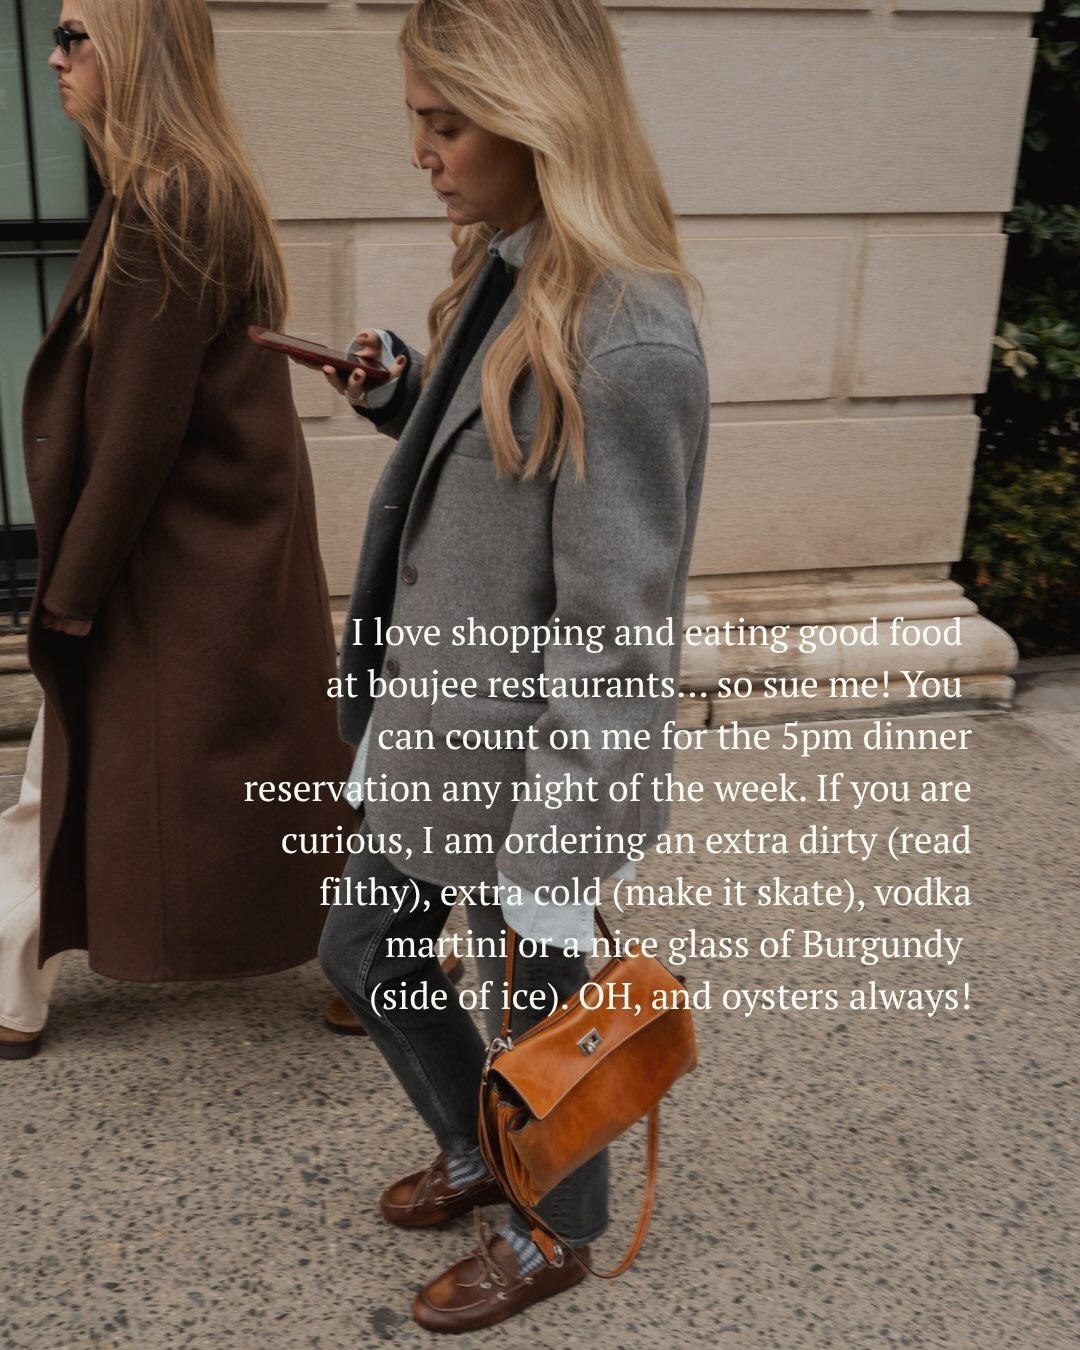 I love shopping and eating good food
at boujee restaurants... so sue me! You
can count on me for the 5pm dinner
reservation any night of the week. If you are
curious, I am ordering an extra dirty (read
filthy), extra cold (make it skate), vodka
martini or a nice glass of Burgundy
(side of ice). OH, and oysters always!